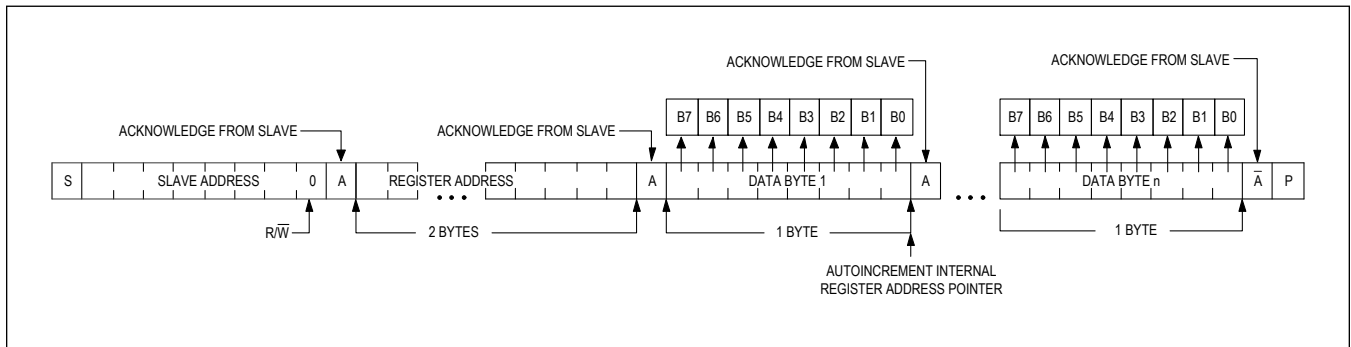 ACKNOWLEDGE FROM SLAVE ACKNOWLEDGE FROM SLAVE
B7 B6 B5 B4 B3 B2 B1 B0 B7 B6 B5 B4 B3 B2 B1 B0
ACKNOWLEDGE FROM SLAVE ACKNOWLEDGE FROM SLAVE
S SLAVE ADDRESS 0 A REGISTER ADDRESS ••• A DATA BYTE 1 A ••• DATA BYTE n A̅ P
R/W̅ 2 BYTES 1 BYTE 1 BYTE
AUTOINCREMENT INTERNAL
REGISTER ADDRESS POINTER